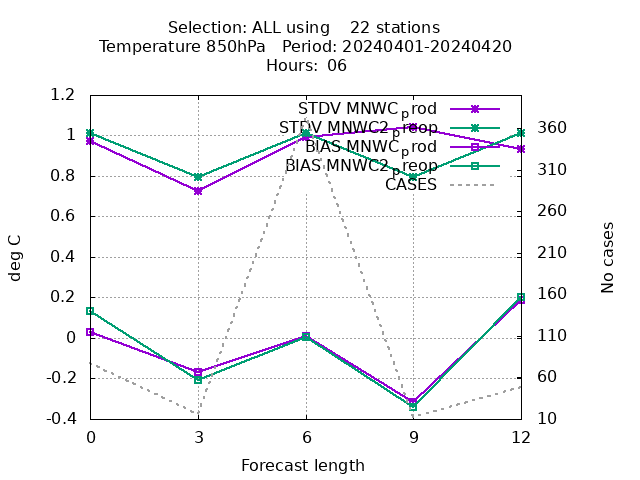 Selection: ALL using    22 stations
Temperature 850hPa   Period: 20240401-20240420
Hours: 06
STDV MNWC_prod
STDV MNWC2_preop
BIAS MNWC_prod
BIAS MNWC2_preop
CASES
1.2
1
0.8
0.6
0.4
0.2
0
-0.2
-0.4
deg C
360
310
260
210
160
110
60
10
No cases
0 3 6 9 12
Forecast length